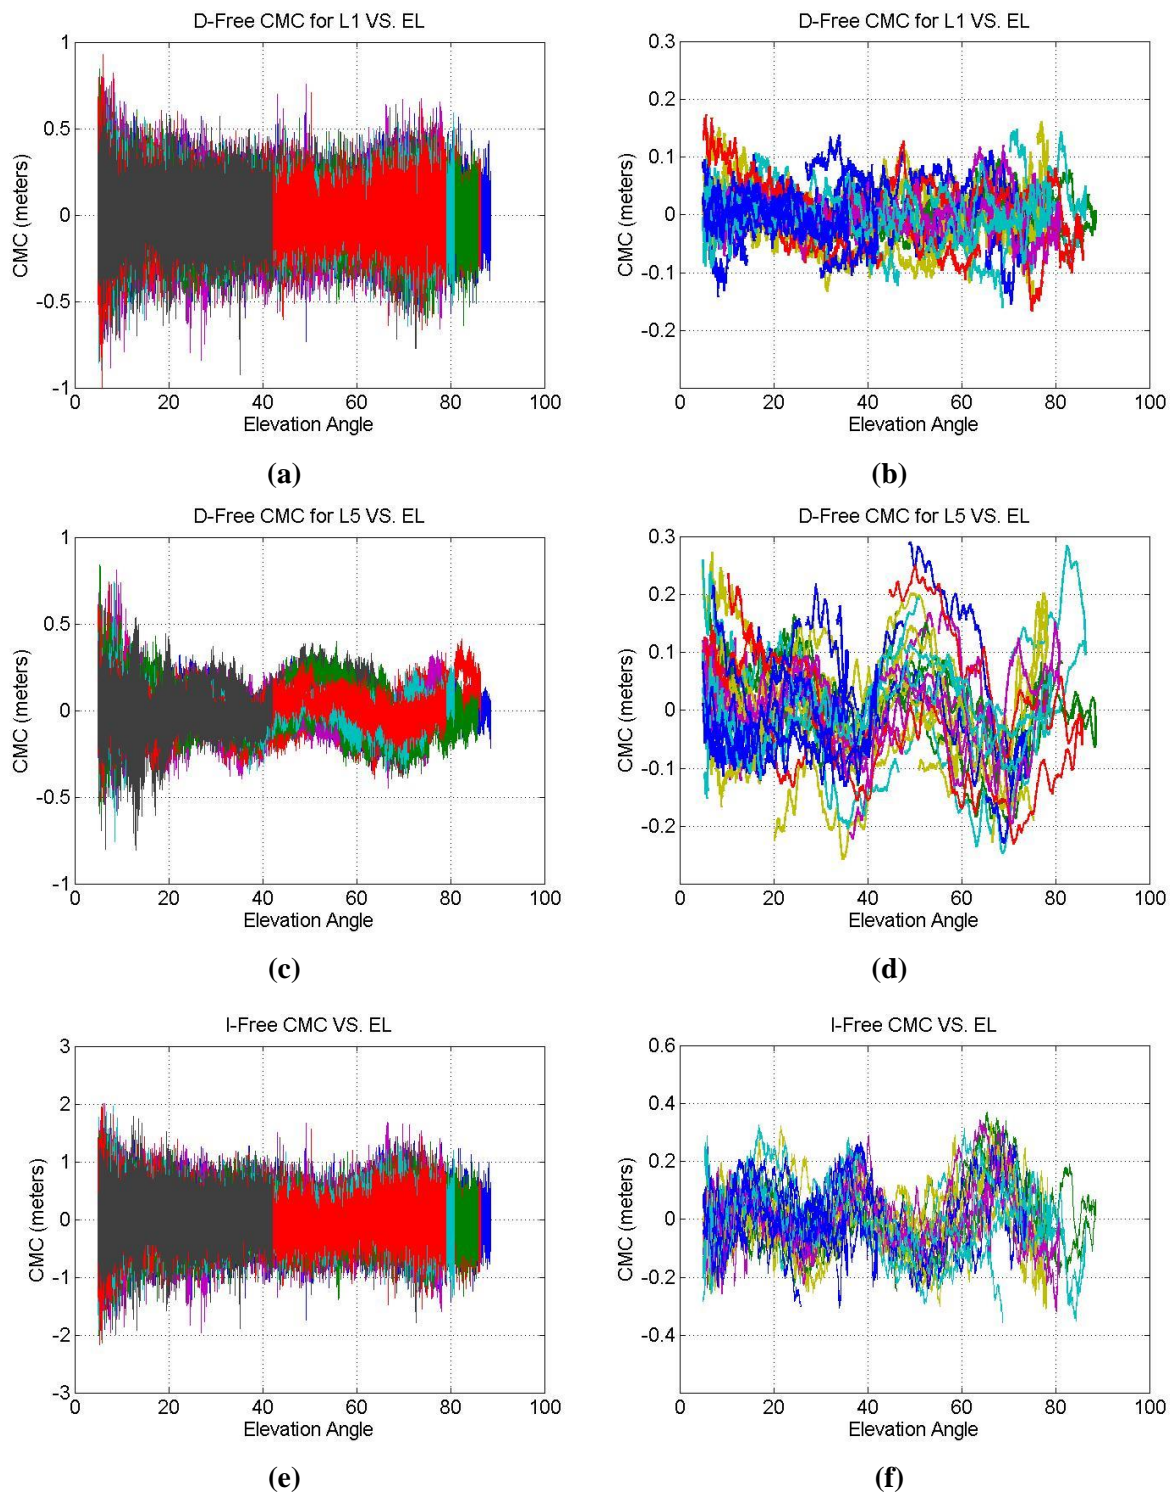 D-Free CMC for L1 VS. EL
1
0.5
0
-0.5
-1
CMC (meters)
0 20 40 60 80 100
Elevation Angle
(a)
D-Free CMC for L1 VS. EL
0.3
0.2
0.1
0
-0.1
-0.2
CMC (meters)
0 20 40 60 80 100
Elevation Angle
(b)
D-Free CMC for L5 VS. EL
1
0.5
0
-0.5
-1
CMC (meters)
0 20 40 60 80 100
Elevation Angle
(c)
D-Free CMC for L5 VS. EL
0.3
0.2
0.1
0
-0.1
-0.2
CMC (meters)
0 20 40 60 80 100
Elevation Angle
(d)
I-Free CMC VS. EL
3
2
1
0
-1
-2
-3
CMC (meters)
0 20 40 60 80 100
Elevation Angle
(e)
I-Free CMC VS. EL
0.6
0.4
0.2
0
-0.2
-0.4
CMC (meters)
0 20 40 60 80 100
Elevation Angle
(f)